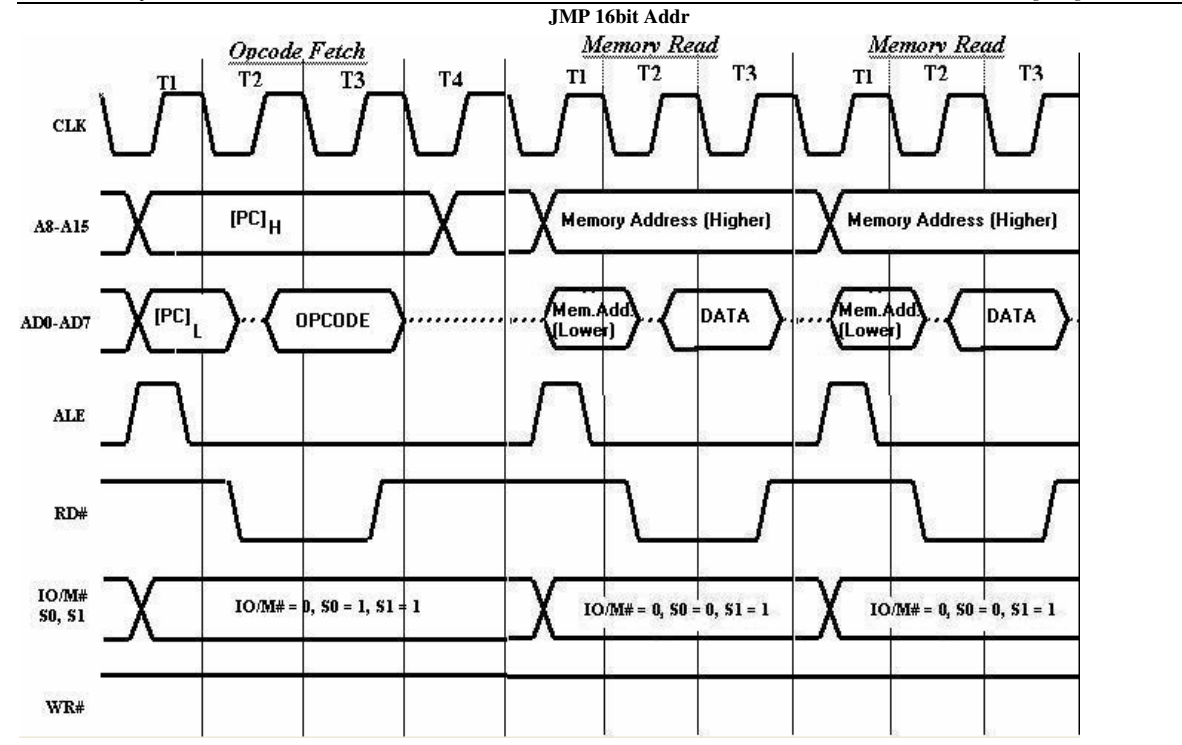 JMP 16bit Addr
Opcode Fetch Memory Read Memory Read
T1 T2 T3 T4 T1 T2 T3 T1 T2 T3
CLK
A8-A15 [PC]H Memory Address (Higher) Memory Address (Higher)
AD0-AD7 [PC]L OPCODE Mem.Add. (Lower) DATA Mem.Add. (Lower) DATA
ALE
RD#
IO/M#
S0, S1 IO/M# = 0, S0 = 1, S1 = 1 IO/M# = 0, S0 = 0, S1 = 1 IO/M# = 0, S0 = 0, S1 = 1
WR#